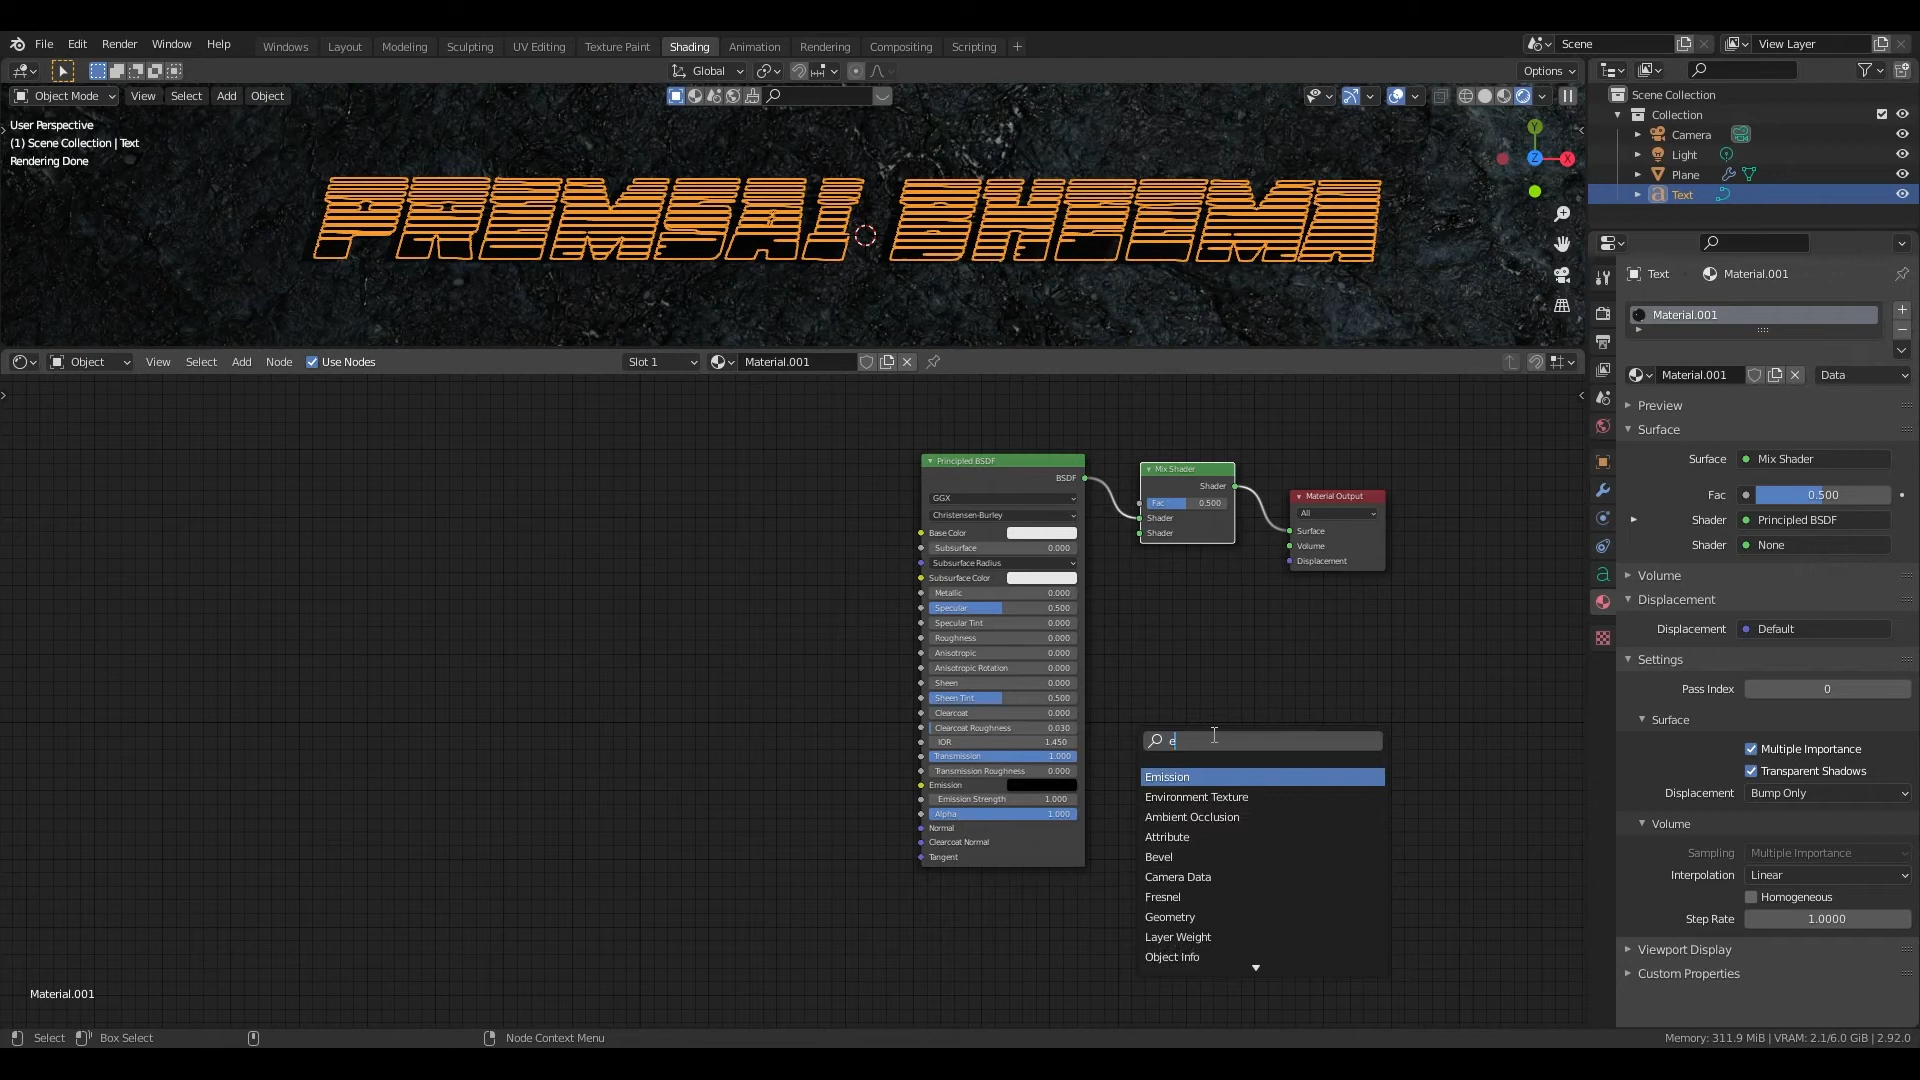 File Edit Render Window Help Windows Layout Modeling Sculpting UV Editing Texture Paint Shading Animation Rendering Compositing Scripting + Scene View Layer
Global Options
Object Mode View Select Add Object
User Perspective
(1) Scene Collection | Text
Rendering Done
PREMSAI BHEEMA
Y
Z X
Scene Collection
Collection
Camera
Light
Plane
Text
Text Material.001
Material.001
Material.001 Data
Object View Select Add Node Object Use Nodes Slot 1 Material.001
Principled BSDF
BSDF
GGX
Christensen-Burley
Base Color
Subsurface 0.000
Subsurface Radius
Subsurface Color
Metallic 0.000
Specular 0.500
Specular Tint 0.000
Roughness 0.000
Anisotropic 0.000
Anisotropic Rotation 0.000
Sheen 0.000
Sheen Tint 0.500
Clearcoat 0.000
Clearcoat Roughness 0.030
IOR 1.450
Transmission 1.000
Transmission Roughness 0.000
Emission
Emission Strength 1.000
Alpha 1.000
Normal
Clearcoat Normal
Tangent
Mix Shader
Shader
Fac 0.500
Shader
Shader
Material Output
All
Surface
Volume
Displacement
e
Emission
Environment Texture
Ambient Occlusion
Attribute
Bevel
Camera Data
Fresnel
Geometry
Layer Weight
Object Info
Preview
Surface
Surface Mix Shader
Fac 0.500
Shader Principled BSDF
Shader None
Volume
Displacement
Displacement Default
Settings
Pass Index 0
Surface
Multiple Importance
Transparent Shadows
Displacement Bump Only
Volume
Sampling Multiple Importance
Interpolation Linear
Homogeneous
Step Rate 1.0000
Viewport Display
Custom Properties
Material.001
Select Box Select Node Context Menu Memory: 311.9 MiB | VRAM: 2.1/6.0 GiB | 2.92.0